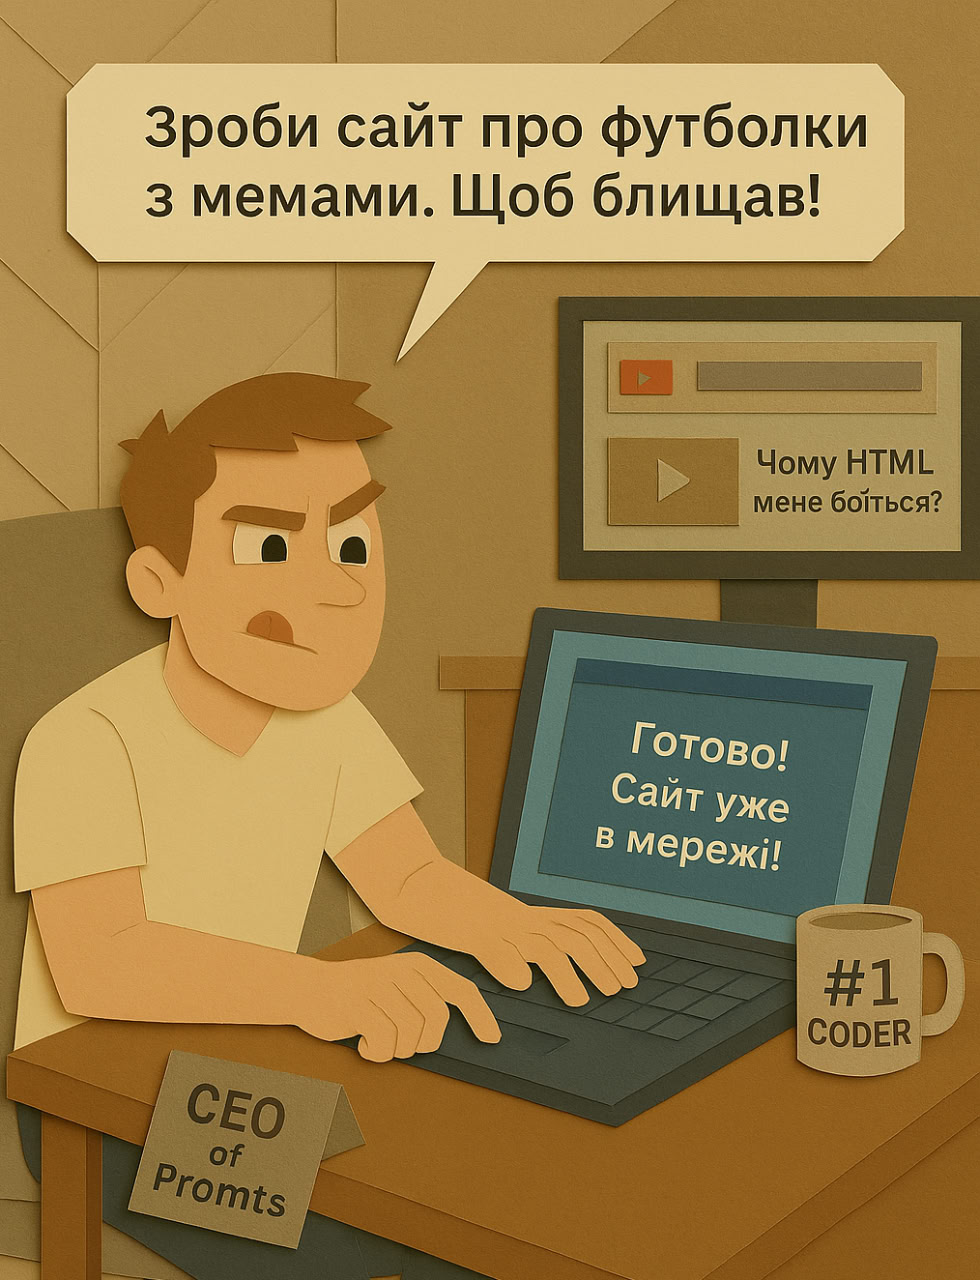 Зроби сайт про футболки
з мемами. Щоб блищав!
Чому HTML
мене боїться?
Готово!
Сайт уже
в мережі!
#1
CODER
CEO
of
Promts